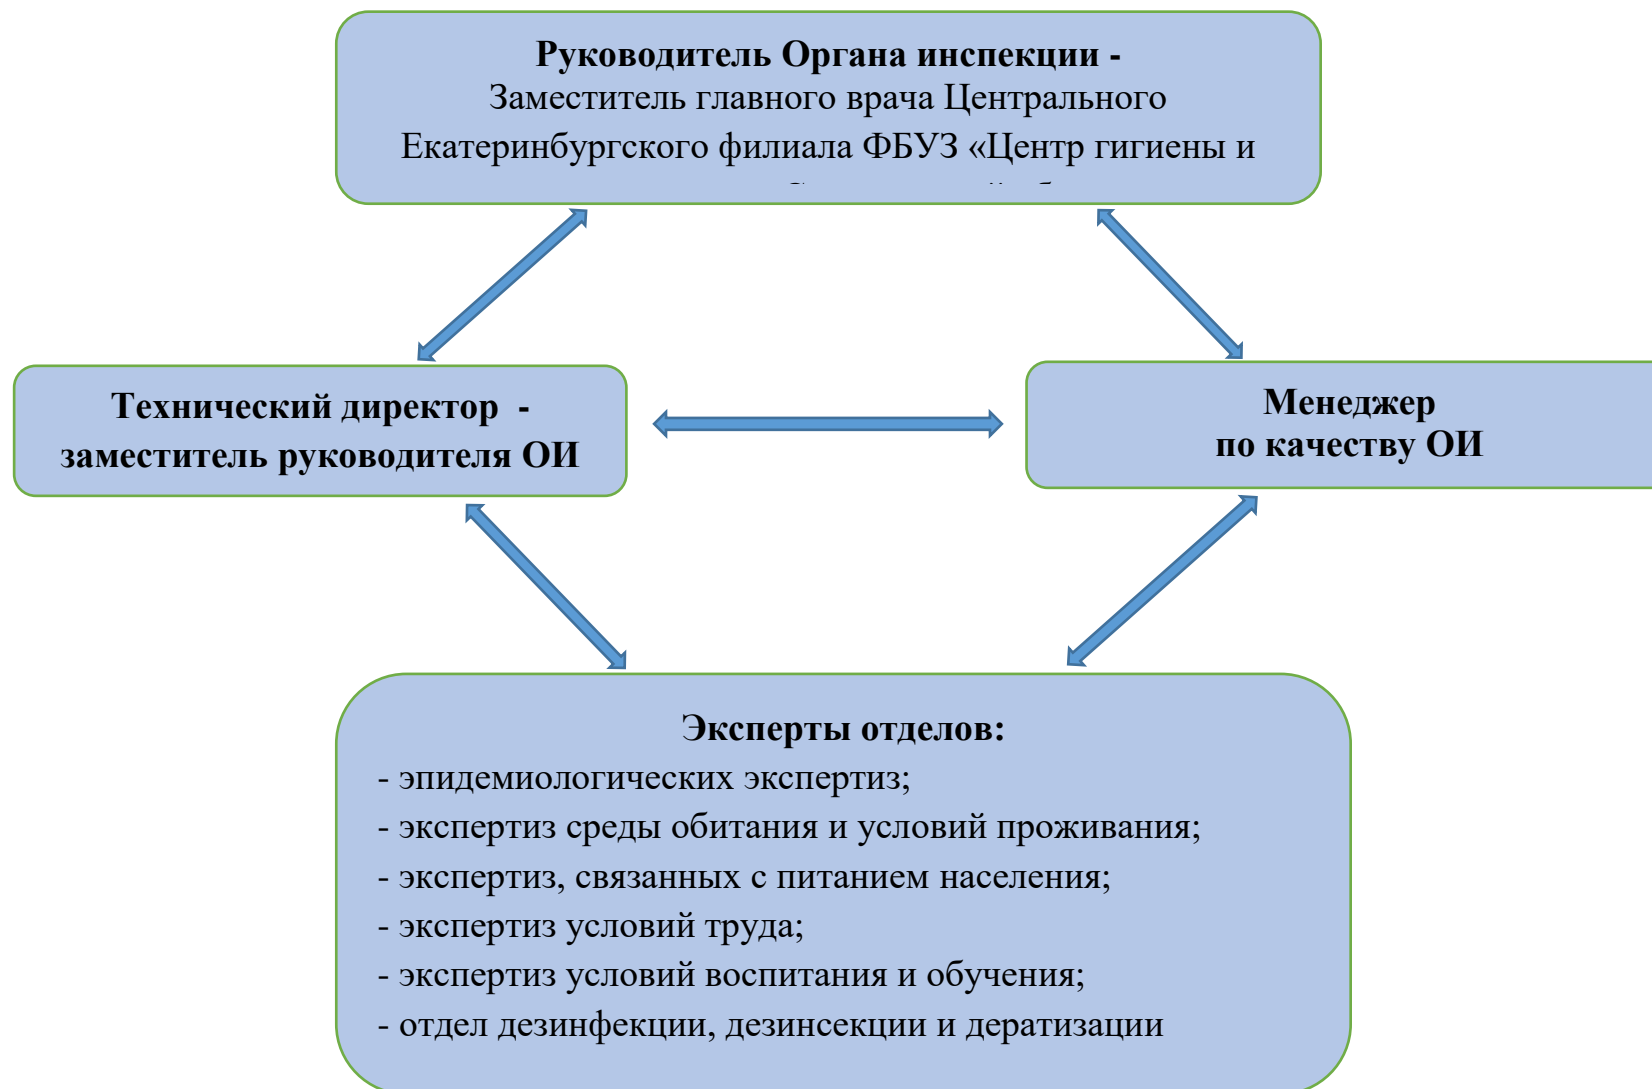 Руководитель Органа инспекции -
Заместитель главного врача Центрального
Екатеринбургского филиала ФБУЗ «Центр гигиены и
Технический директор -
заместитель руководителя ОИ
Менеджер
по качеству ОИ
Эксперты отделов:
- эпидемиологических экспертиз;
- экспертиз среды обитания и условий проживания;
- экспертиз, связанных с питанием населения;
- экспертиз условий труда;
- экспертиз условий воспитания и обучения;
- отдел дезинфекции, дезинсекции и дератизации